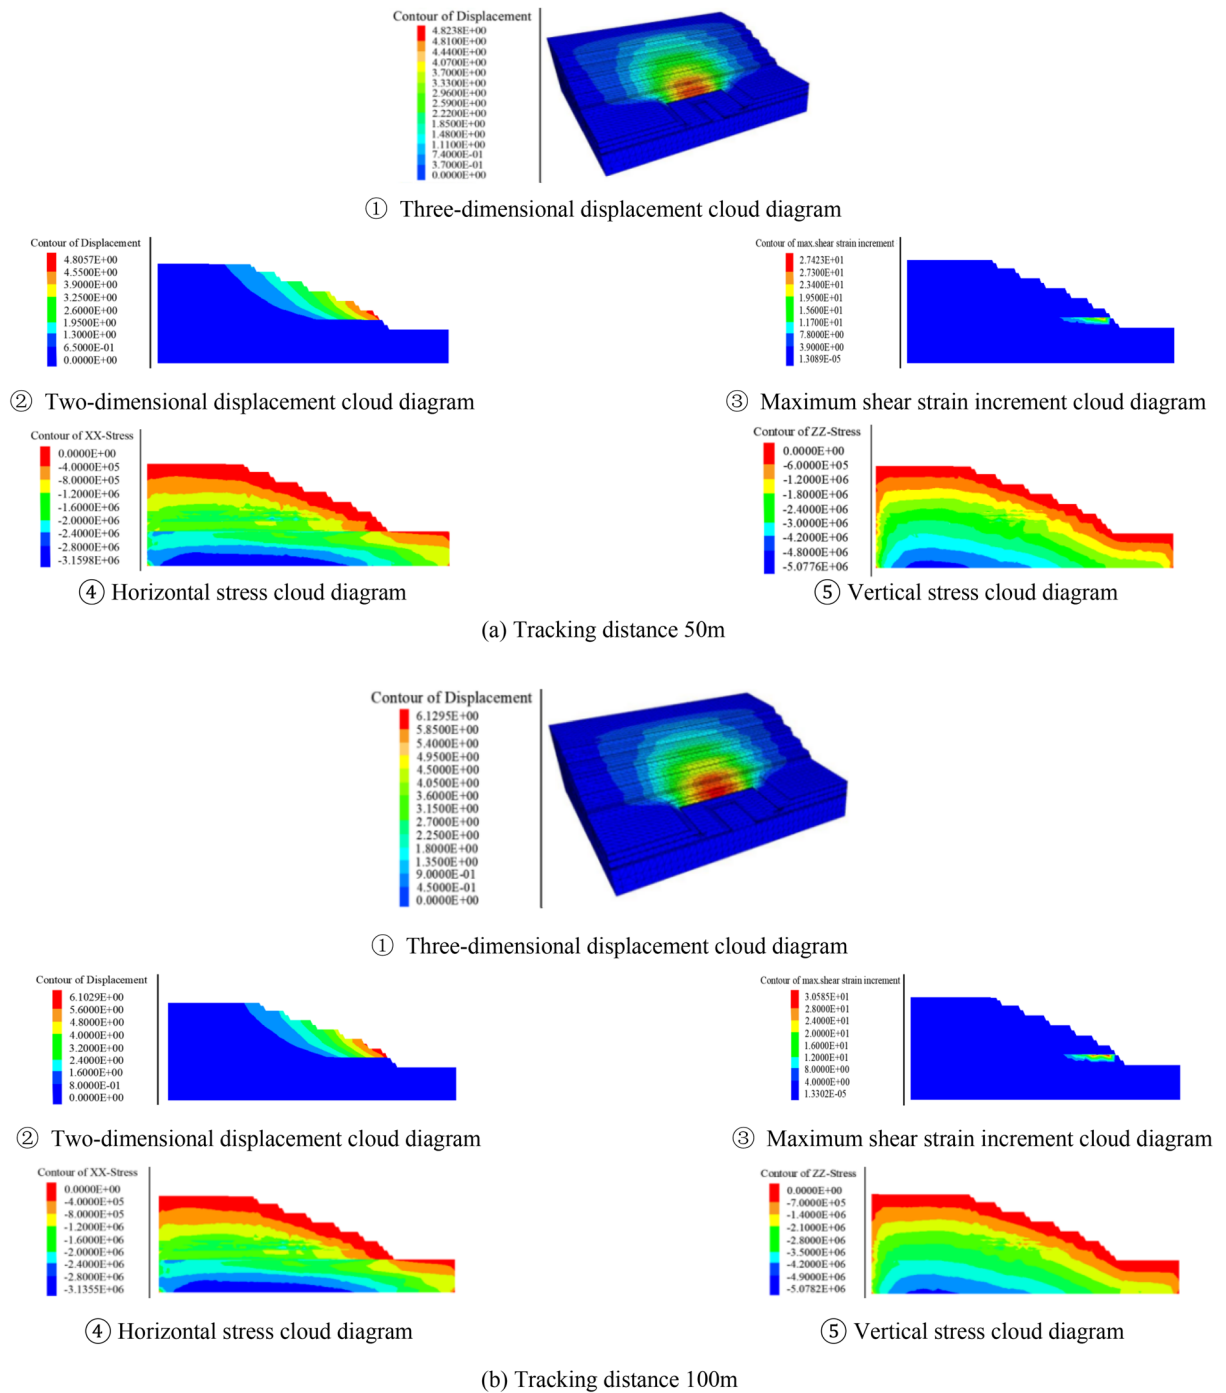 Contour of Displacement
4.8238E+00
4.8100E+00
4.4400E+00
4.0700E+00
3.7000E+00
3.3300E+00
2.9600E+00
2.5900E+00
2.2200E+00
1.8500E+00
1.4800E+00
1.1100E+00
7.4000E-01
3.7000E-01
0.0000E+00
① Three-dimensional displacement cloud diagram
Contour of Displacement
4.8057E+00
4.5500E+00
3.9000E+00
3.2500E+00
2.6000E+00
1.9500E+00
1.3000E+00
6.5000E-01
0.0000E+00
Contour of max.shear strain increment
2.7423E+01
2.7300E+01
2.3400E+01
1.9500E+01
1.5600E+01
1.1700E+01
7.8000E+00
3.9000E+00
1.3089E-05
② Two-dimensional displacement cloud diagram
③ Maximum shear strain increment cloud diagram
Contour of XX-Stress
0.0000E+00
-4.0000E+05
-8.0000E+05
-1.2000E+06
-1.6000E+06
-2.0000E+06
-2.4000E+06
-2.8000E+06
-3.1598E+06
Contour of ZZ-Stress
0.0000E+00
-6.0000E+05
-1.2000E+06
-1.8000E+06
-2.4000E+06
-3.0000E+06
-4.2000E+06
-4.8000E+06
-5.0776E+06
④ Horizontal stress cloud diagram
⑤ Vertical stress cloud diagram
(a) Tracking distance 50m
Contour of Displacement
6.1295E+00
5.8500E+00
5.4000E+00
4.9500E+00
4.5000E+00
4.0500E+00
3.6000E+00
3.1500E+00
2.7000E+00
2.2500E+00
1.8000E+00
1.3500E+00
9.0000E-01
4.5000E-01
0.0000E+00
① Three-dimensional displacement cloud diagram
Contour of Displacement
6.1029E+00
5.6000E+00
4.8000E+00
4.0000E+00
3.2000E+00
2.4000E+00
1.6000E+00
8.0000E-01
0.0000E+00
Contour of max.shear strain increment
3.0585E+01
2.8000E+01
2.4000E+01
2.0000E+01
1.6000E+01
1.2000E+01
8.0000E+00
4.0000E+00
1.3302E-05
② Two-dimensional displacement cloud diagram
③ Maximum shear strain increment cloud diagram
Contour of XX-Stress
0.0000E+00
-4.0000E+05
-8.0000E+05
-1.2000E+06
-1.6000E+06
-2.0000E+06
-2.4000E+06
-2.8000E+06
-3.1355E+06
Contour of ZZ-Stress
0.0000E+00
-7.0000E+05
-1.4000E+06
-2.1000E+06
-2.8000E+06
-3.5000E+06
-4.2000E+06
-4.9000E+06
-5.0782E+06
④ Horizontal stress cloud diagram
⑤ Vertical stress cloud diagram
(b) Tracking distance 100m